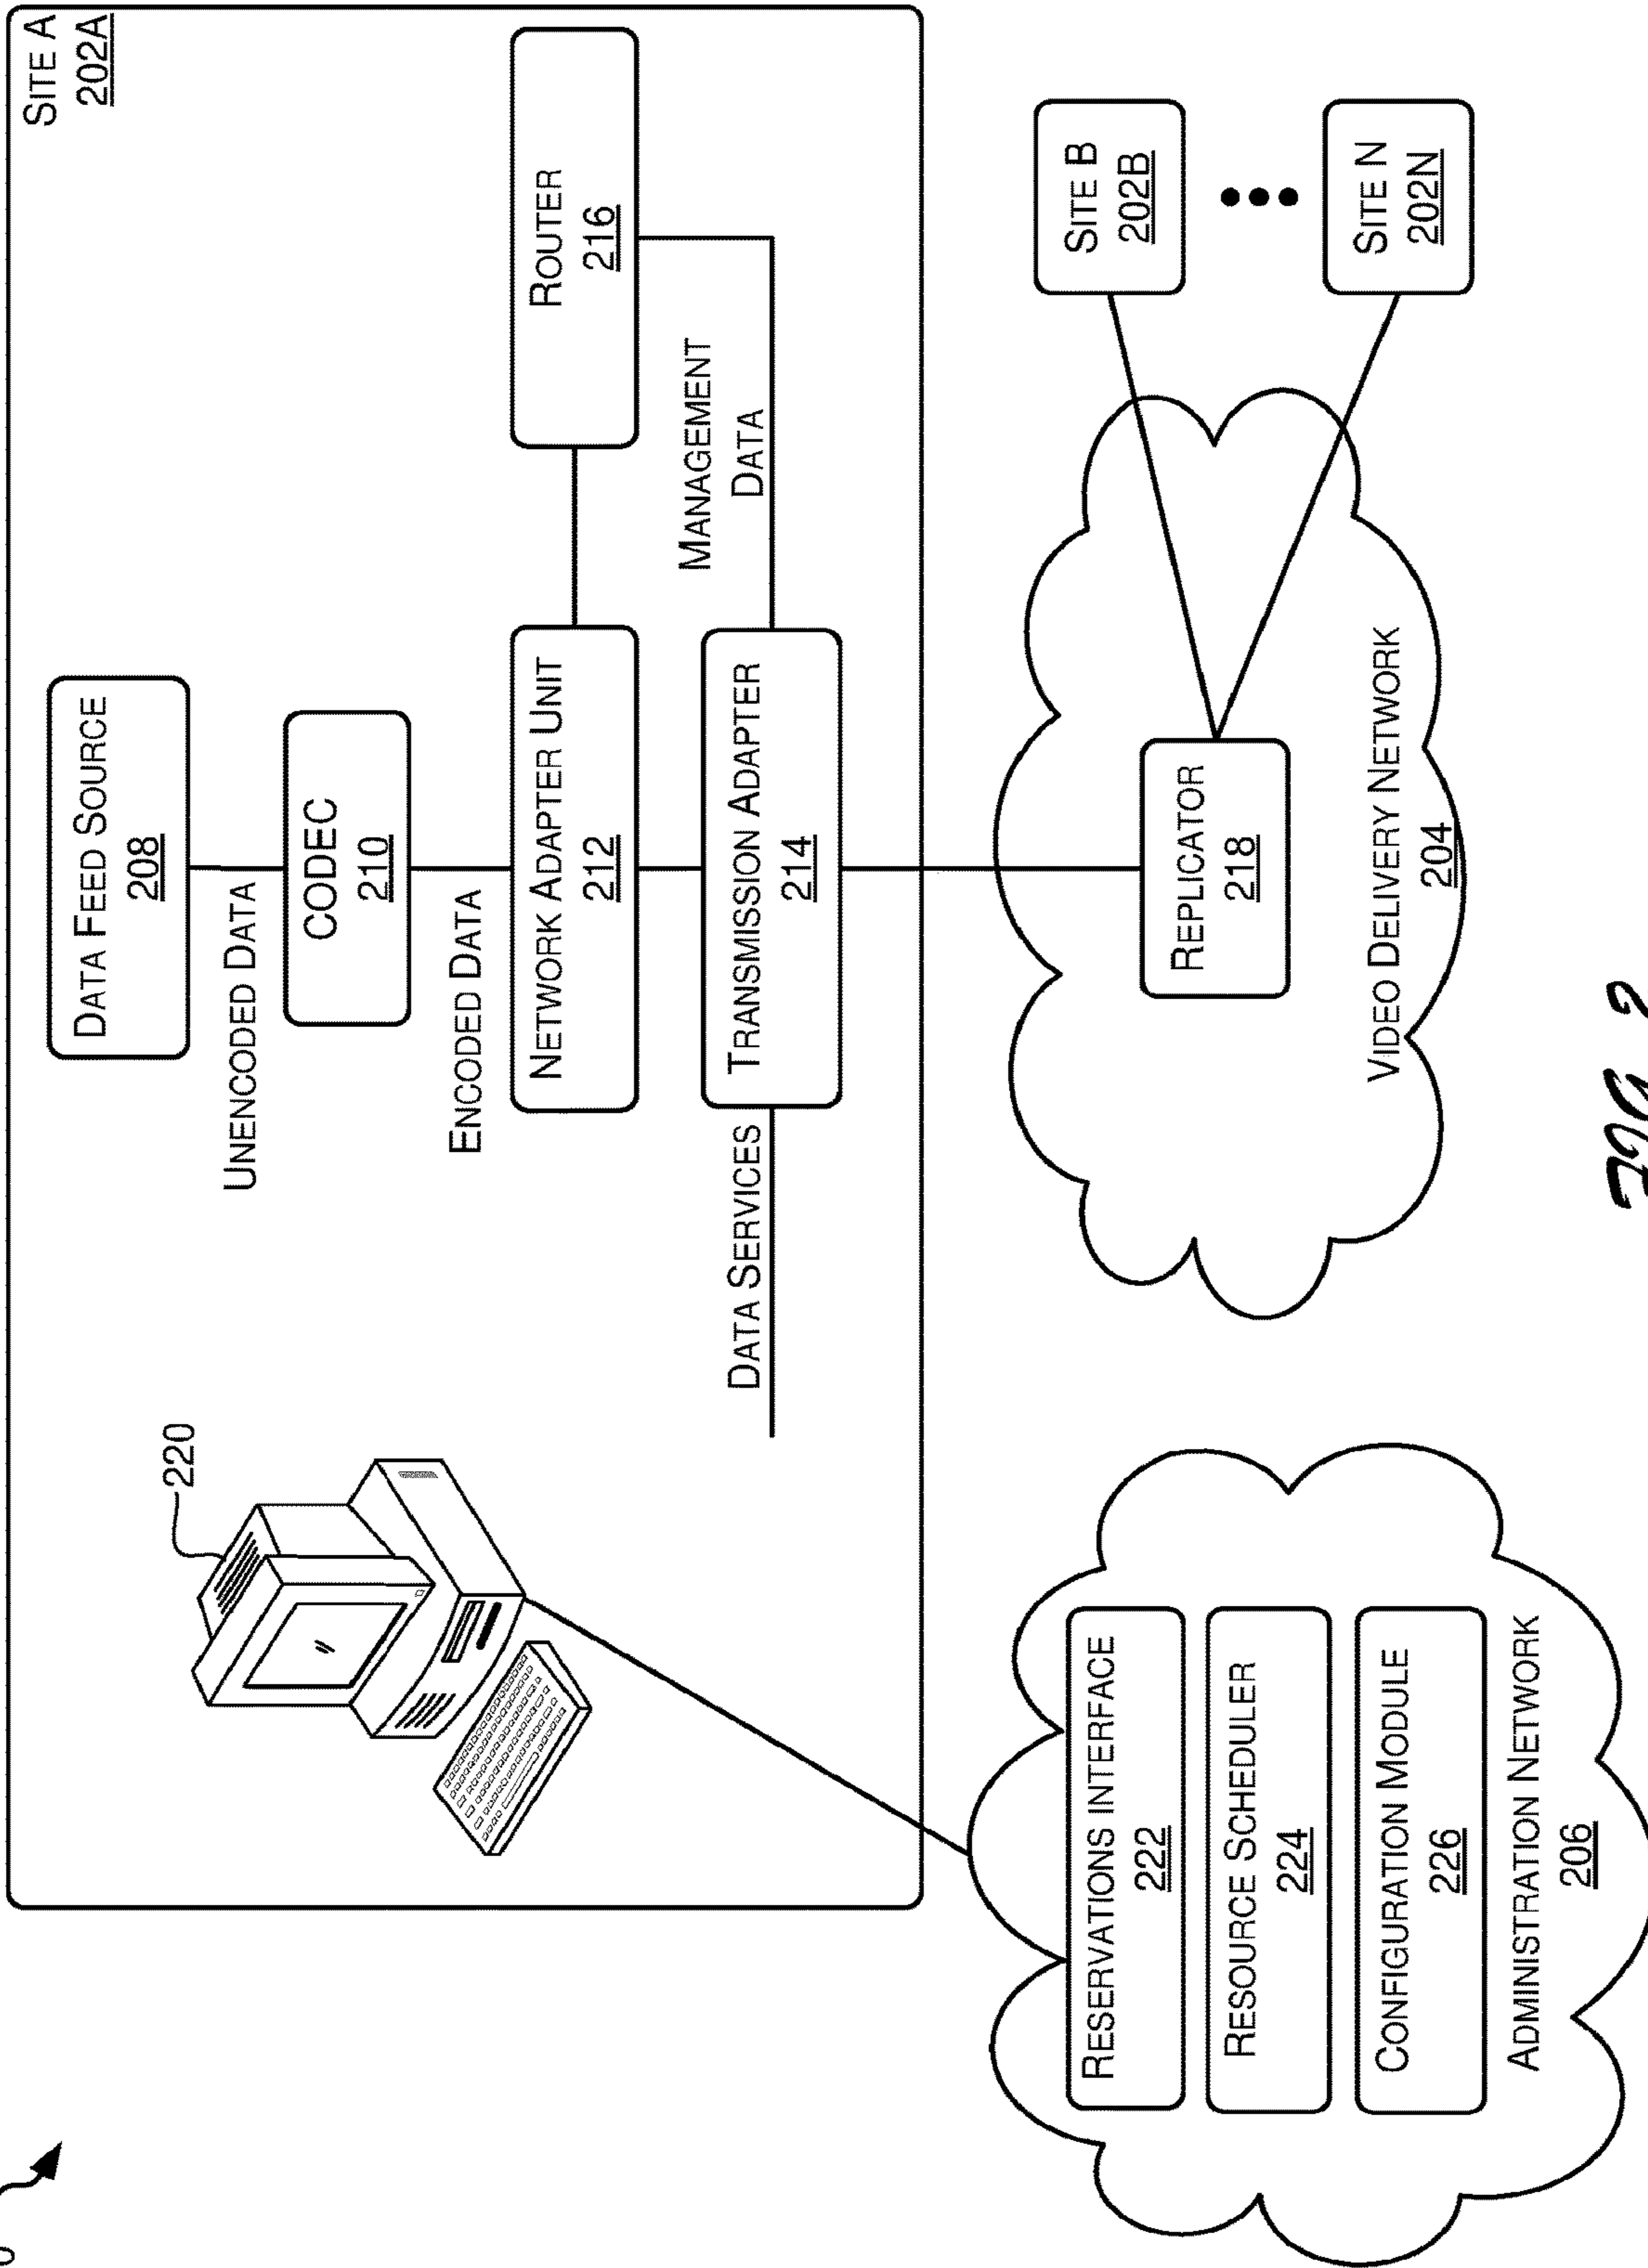 SITE A
202A
DATA FEED SOURCE
208
UNENCODED DATA
CODEC
210
ENCODED DATA
220
NETWORK ADAPTER UNIT
212
ROUTER
216
MANAGEMENT
DATA
DATA SERVICES
TRANSMISSION ADAPTER
214
RESERVATIONS INTERFACE
222
RESOURCE SCHEDULER
224
CONFIGURATION MODULE
226
ADMINISTRATION NETWORK
206
REPLICATOR
218
VIDEO DELIVERY NETWORK
204
SITE B
202B
SITE N
202N
FIG. 2